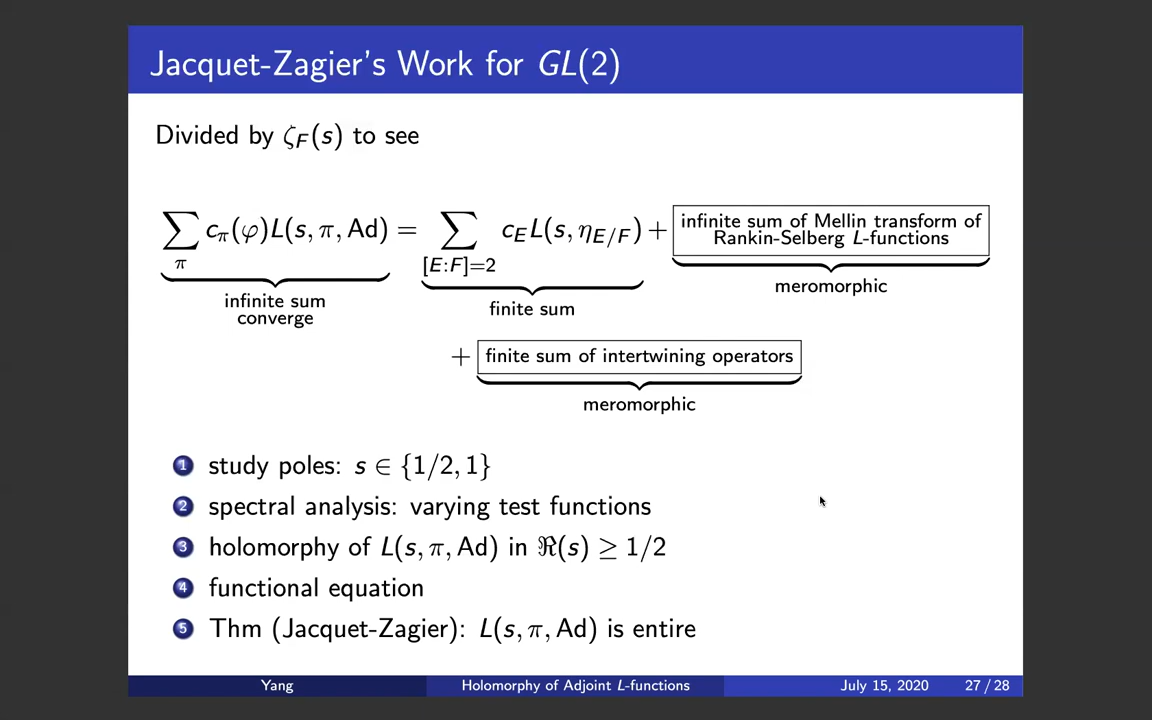 Jacquet-Zagier's Work for GL(2)
Divided by ζ_F(s) to see
∑_π c_π(φ)L(s, π, Ad) = ∑_{[E:F]=2} c_E L(s, η_{E/F}) + infinite sum of Mellin transform of
Rankin-Selberg L-functions
infinite sum
converge
finite sum
meromorphic
+ finite sum of intertwining operators
meromorphic
1 study poles: s ∈ {1/2, 1}
2 spectral analysis: varying test functions
3 holomorphy of L(s, π, Ad) in ℜ(s) ≥ 1/2
4 functional equation
5 Thm (Jacquet-Zagier): L(s, π, Ad) is entire
Yang Holomorphy of Adjoint L-functions July 15, 2020 27 / 28